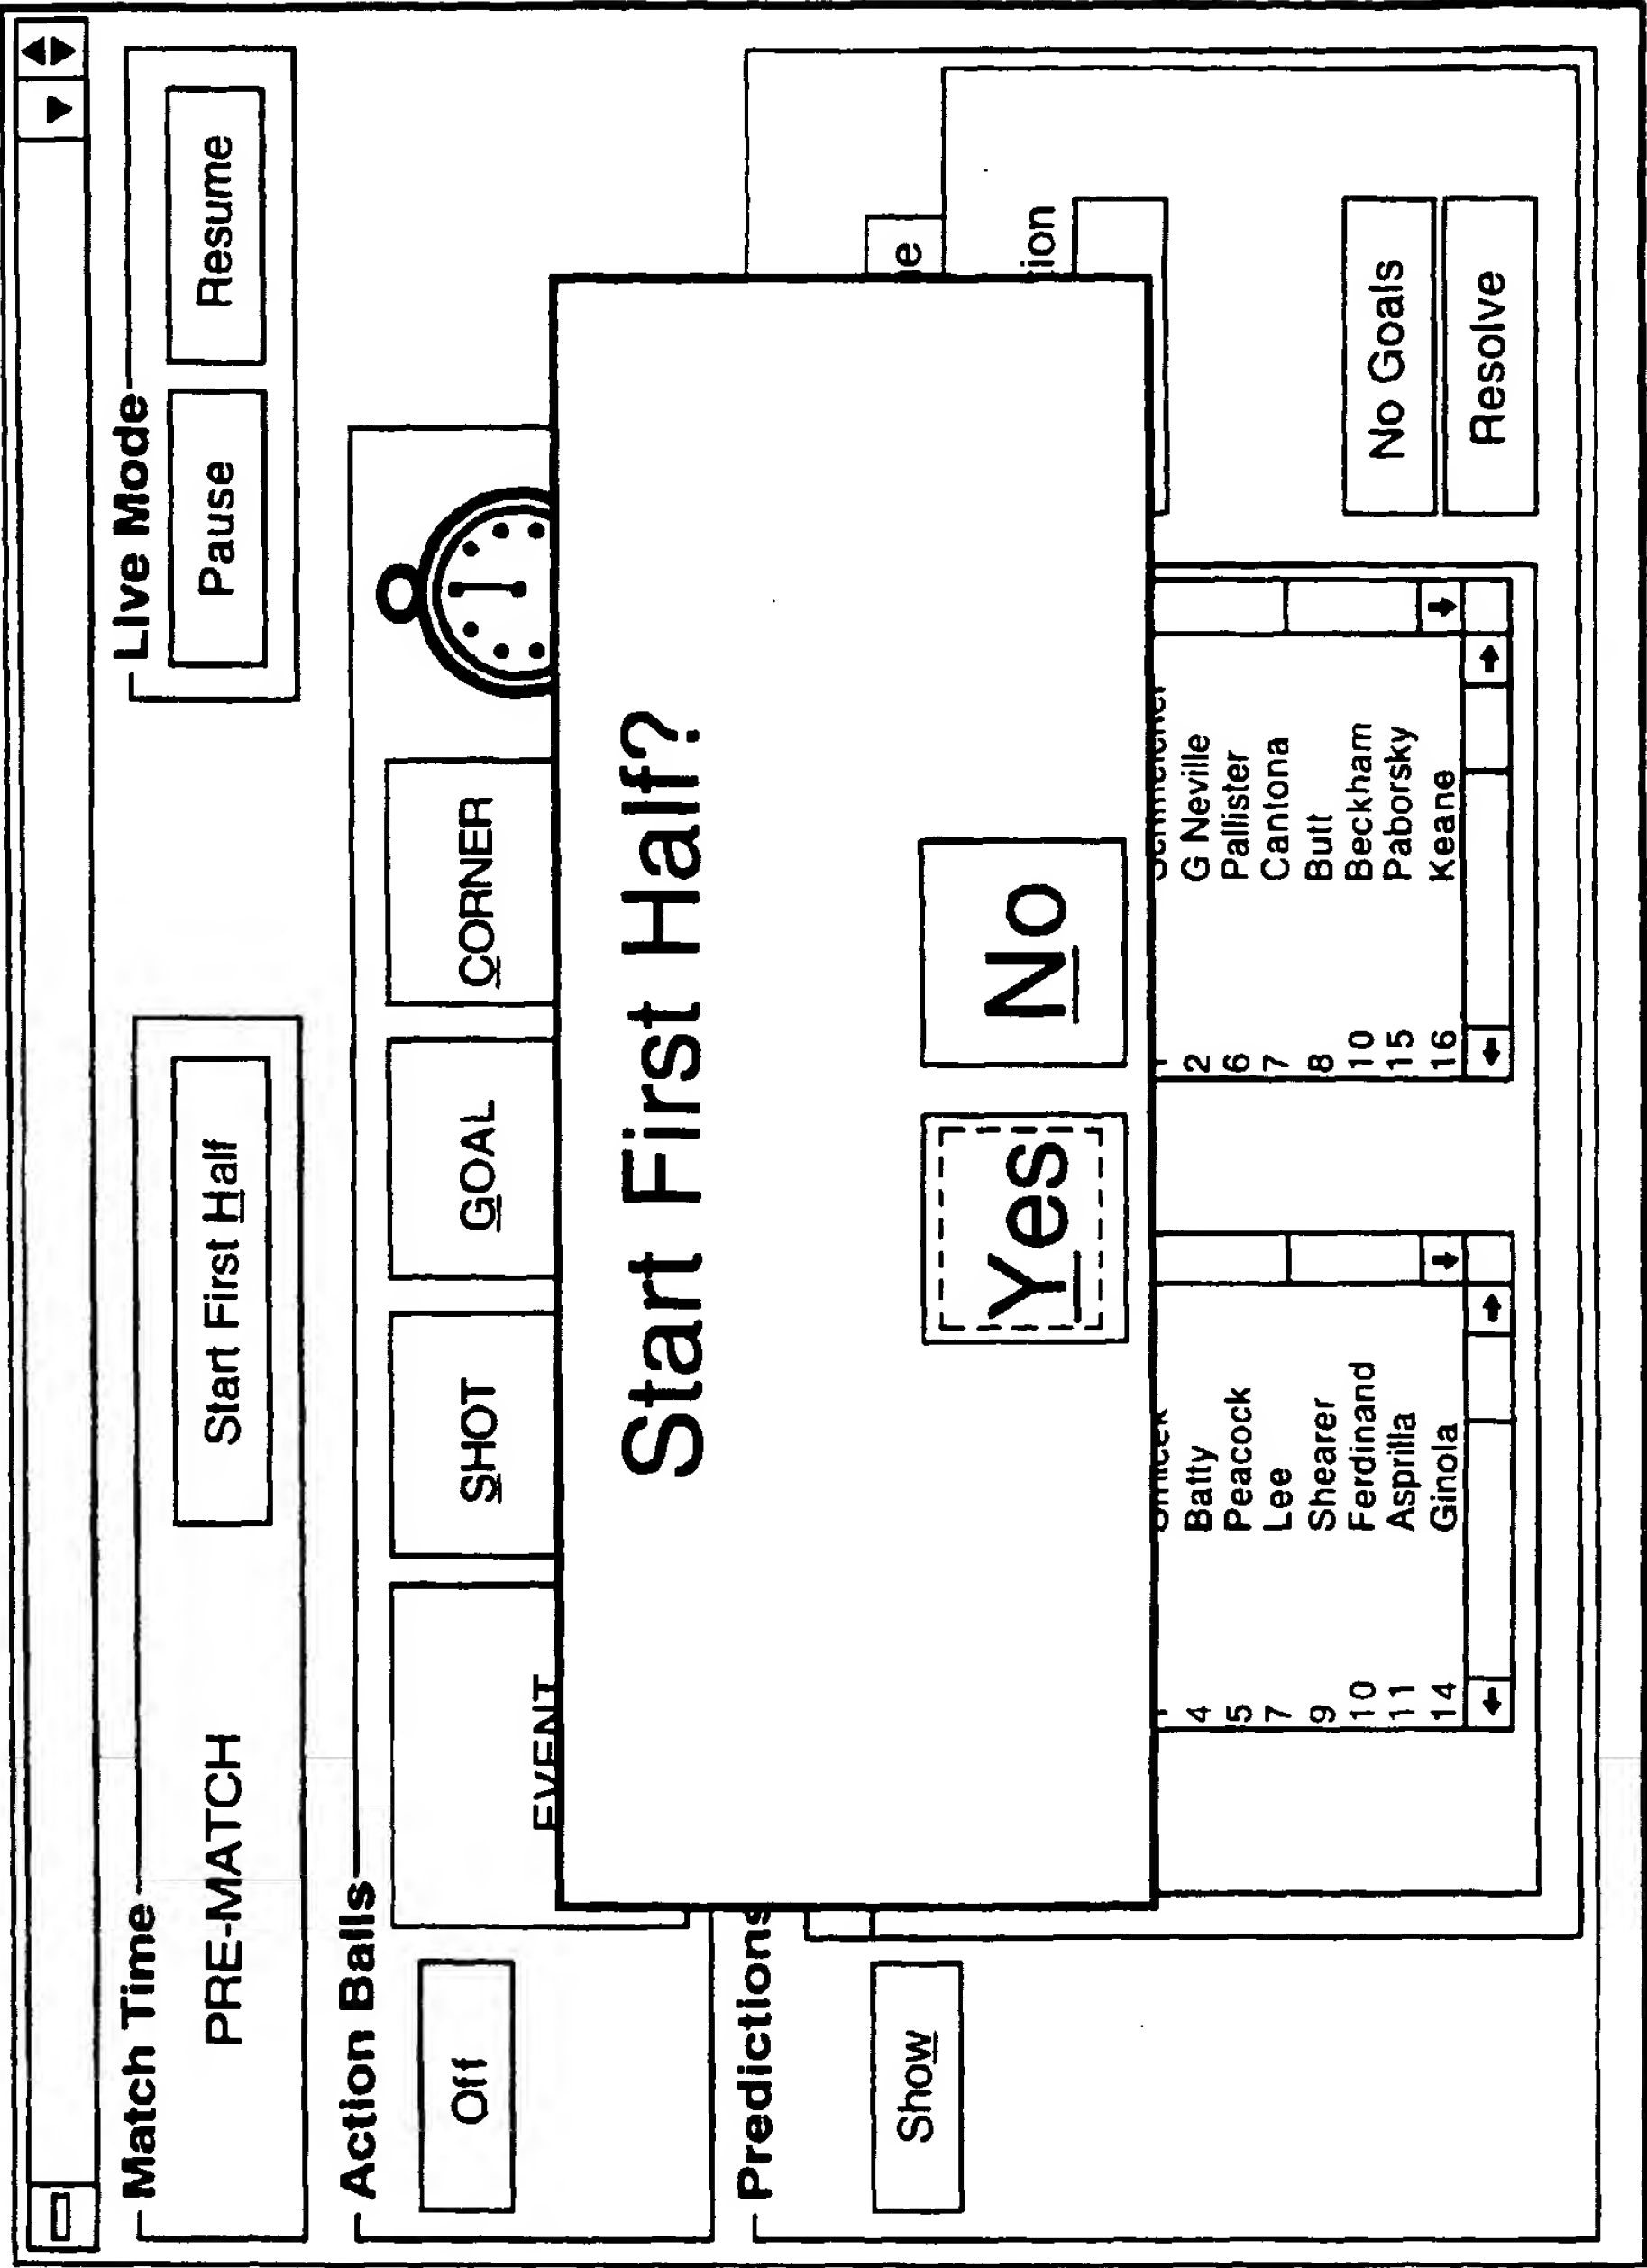 Match Time
Live Mode
PRE-MATCH
Start First Half
Pause
Resume
Action Balls
Off
EVENT
SHOT
GOAL
CORNER
Start First Half?
Yes
No
Predictions
Show
e
tion
4 Batty
5 Peacock
7 Lee
9 Shearer
10 Ferdinand
11 Asprilla
14 Ginola
2 G Neville
6 Pallister
7 Cantona
8 Butt
10 Beckham
15 Paborsky
16 Keane
No Goals
Resolve